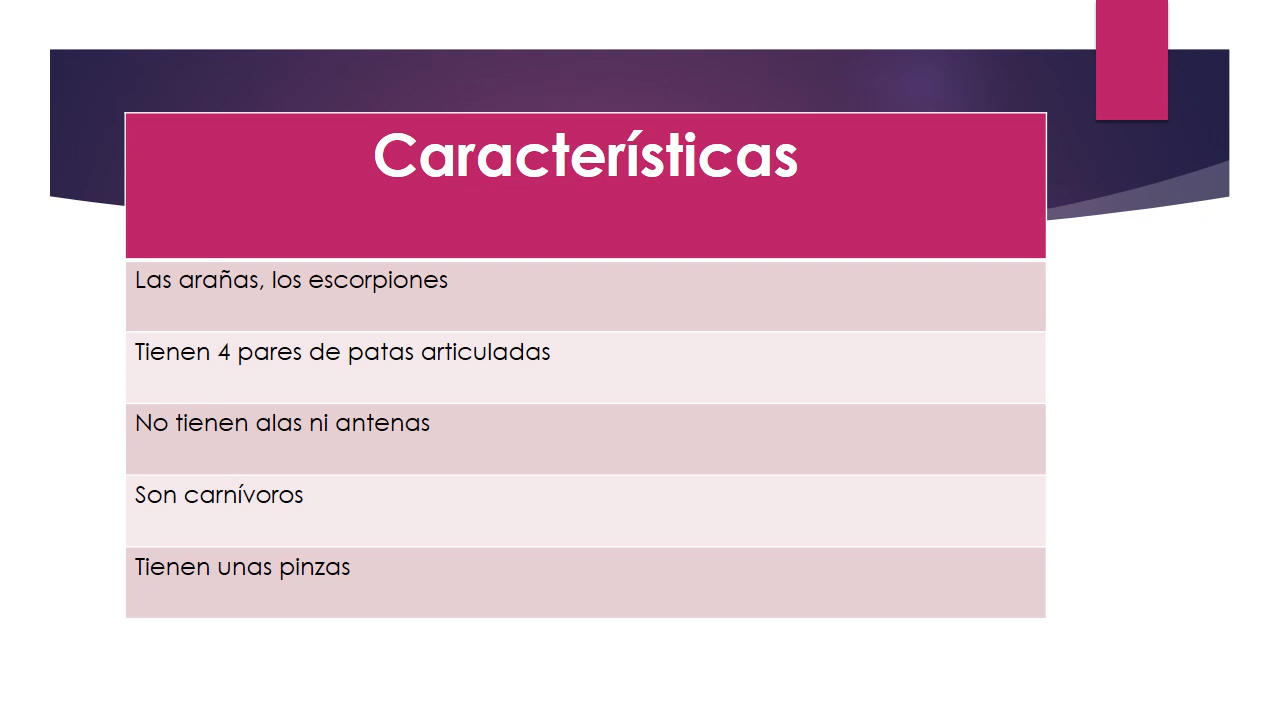 Características
Las arañas, los escorpiones
Tienen 4 pares de patas articuladas
No tienen alas ni antenas
Son carnívoros
Tienen unas pinzas